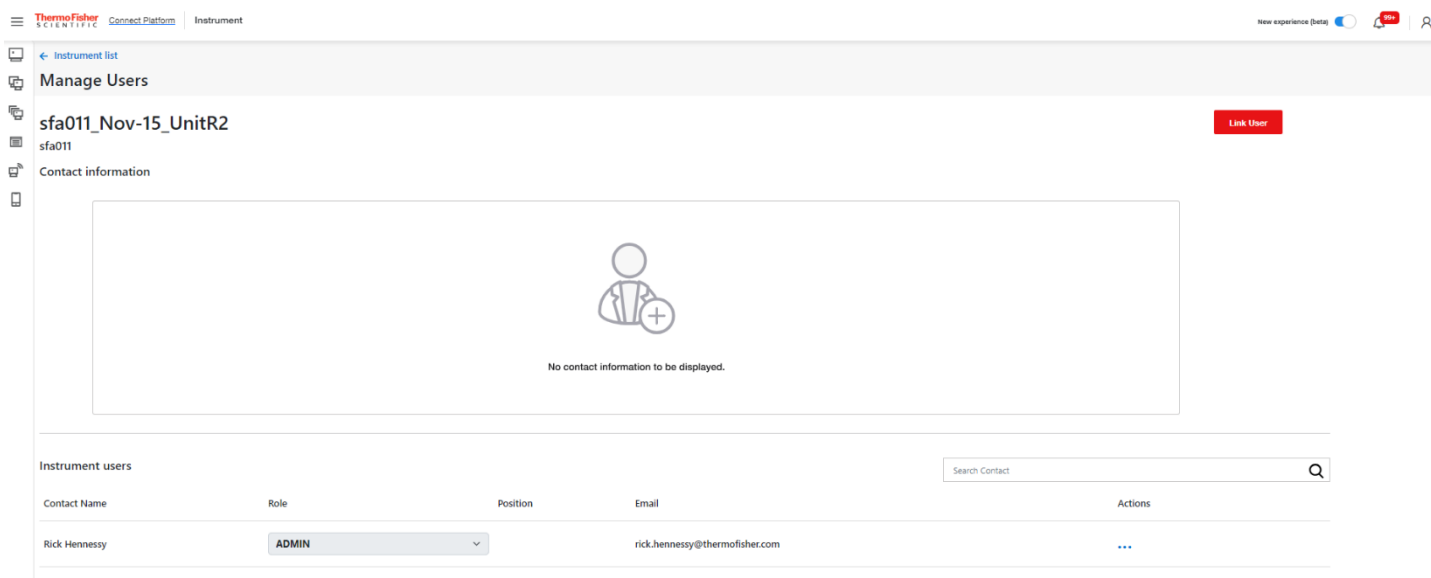 ThermoFisher
SCIENTIFIC
Connect Platform
Instrument
New experience (beta)
99+
← Instrument list
Manage Users
sfa011_Nov-15_UnitR2
Link User
sfa011
Contact information
No contact information to be displayed.
Instrument users
Search Contact
Contact Name Role Position Email Actions
Rick Hennessy ADMIN rick.hennessy@thermofisher.com ...